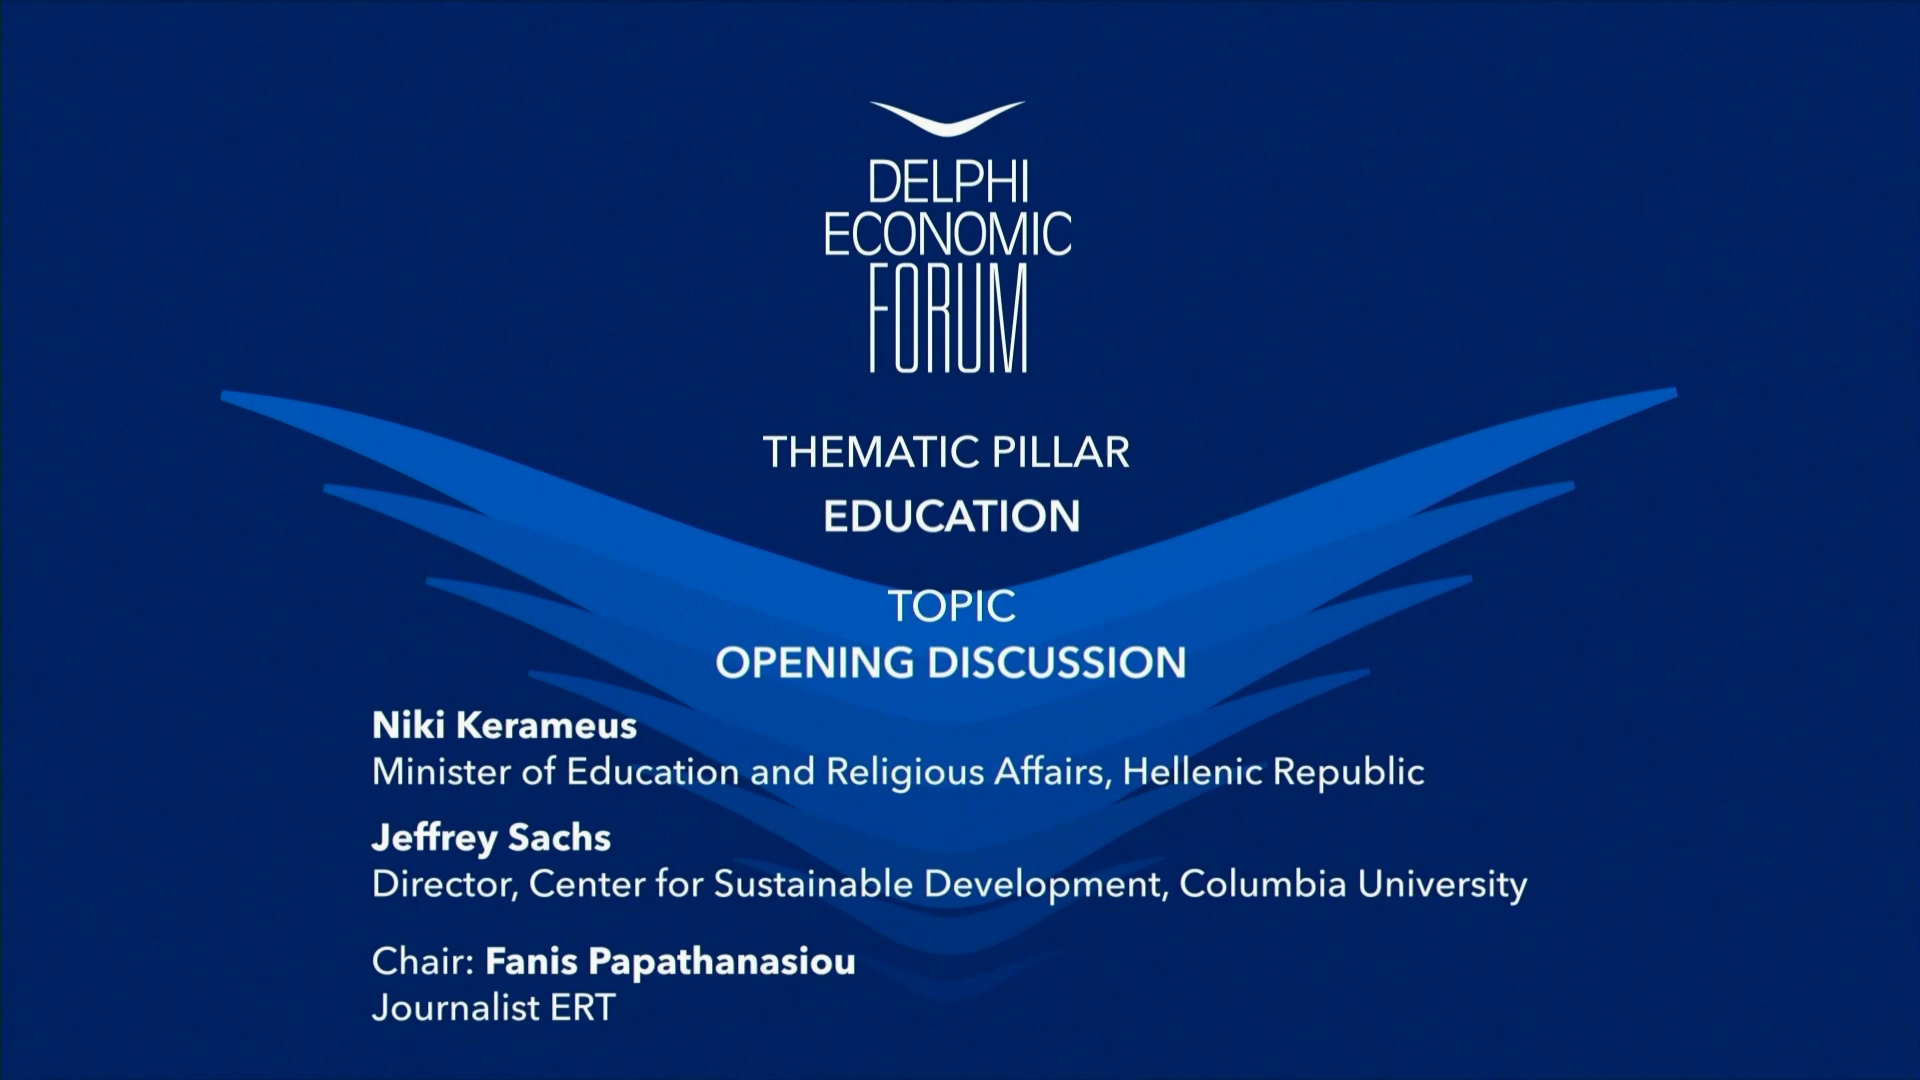 DELPHI
ECONOMIC
FORUM
THEMATIC PILLAR
EDUCATION
TOPIC
OPENING DISCUSSION
Niki Kerameus
Minister of Education and Religious Affairs, Hellenic Republic
Jeffrey Sachs
Director, Center for Sustainable Development, Columbia University
Chair: Fanis Papathanasiou
Journalist ERT